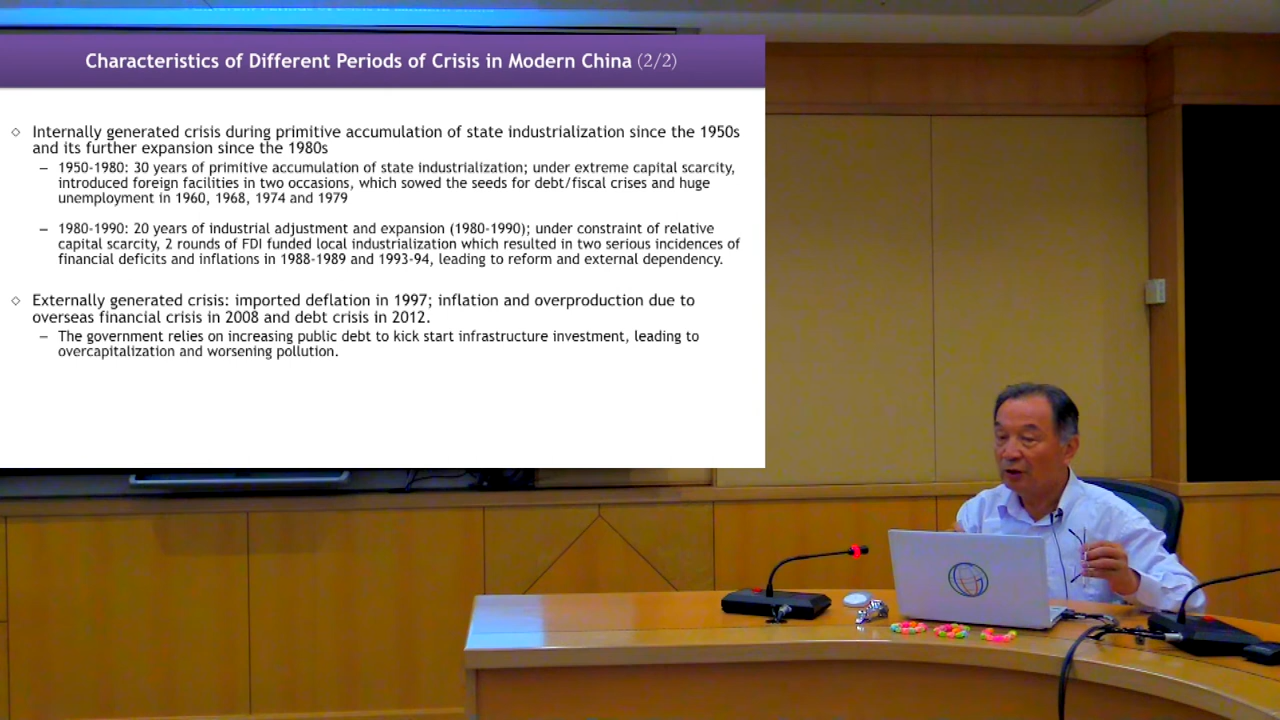 Characteristics of Different Periods of Crisis in Modern China (2/2)
◇ Internally generated crisis during primitive accumulation of state industrialization since the 1950s
and its further expansion since the 1980s
– 1950-1980: 30 years of primitive accumulation of state industrialization; under extreme capital scarcity,
introduced foreign facilities in two occasions, which sowed the seeds for debt/fiscal crises and huge
unemployment in 1960, 1968, 1974 and 1979
– 1980-1990: 20 years of industrial adjustment and expansion (1980-1990); under constraint of relative
capital scarcity, 2 rounds of FDI funded local industrialization which resulted in two serious incidences of
financial deficits and inflations in 1988-1989 and 1993-94, leading to reform and external dependency.
◇ Externally generated crisis: imported deflation in 1997; inflation and overproduction due to
overseas financial crisis in 2008 and debt crisis in 2012.
– The government relies on increasing public debt to kick start infrastructure investment, leading to
overcapitalization and worsening pollution.